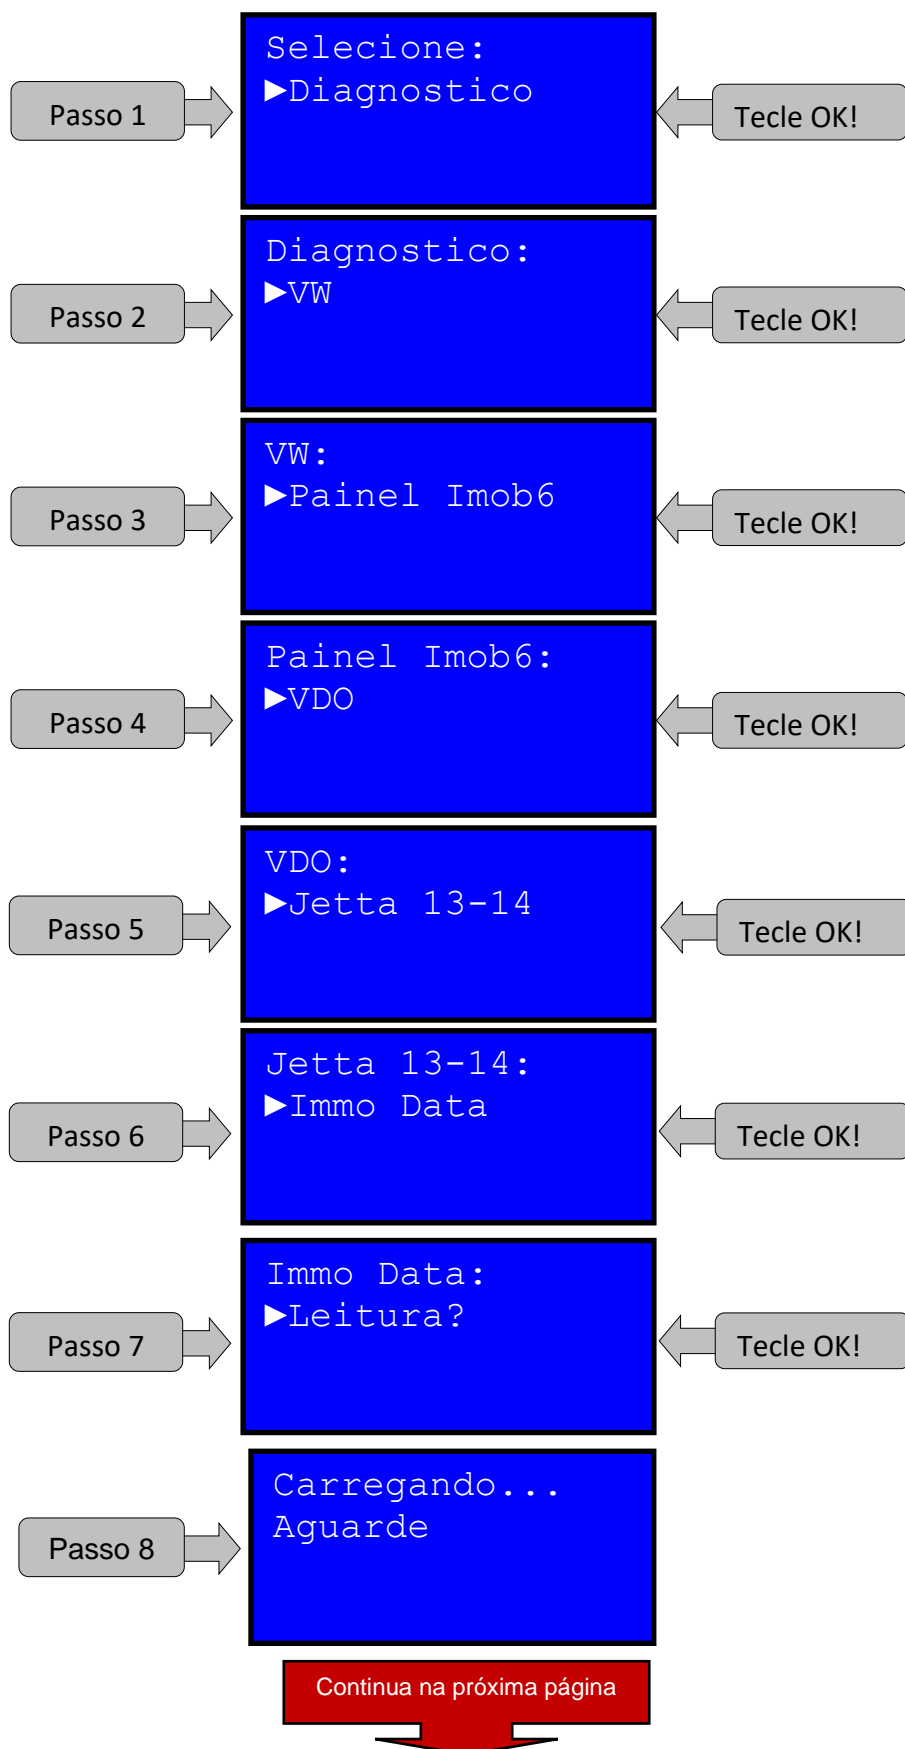 Selecione:
►Diagnostico
Passo 1
Tecle OK!
Diagnostico:
►VW
Passo 2
Tecle OK!
VW:
►Painel Imob6
Passo 3
Tecle OK!
Painel Imob6:
►VDO
Passo 4
Tecle OK!
VDO:
►Jetta 13-14
Passo 5
Tecle OK!
Jetta 13-14:
►Immo Data
Passo 6
Tecle OK!
Immo Data:
►Leitura?
Passo 7
Tecle OK!
Carregando...
Aguarde
Passo 8
Continua na próxima página